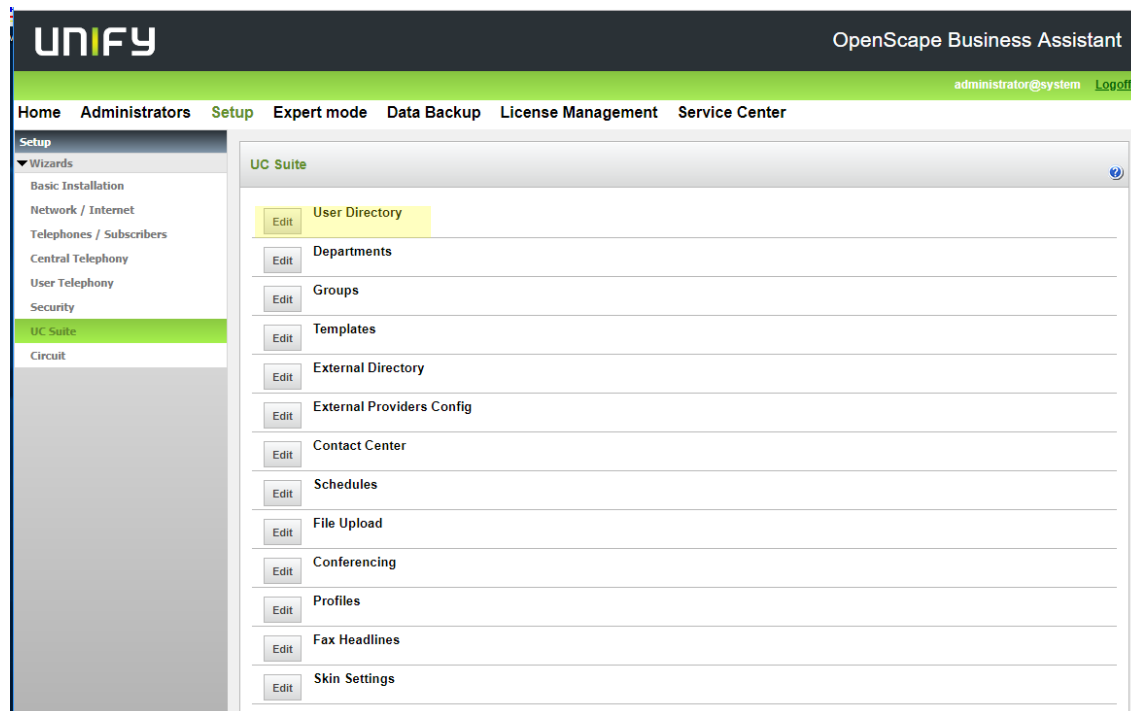 UNIFY
OpenScape Business Assistant
administrator@system Logoff
Home Administrators Setup Expert mode Data Backup License Management Service Center
Setup
Wizards
Basic Installation
Network / Internet
Telephones / Subscribers
Central Telephony
User Telephony
Security
UC Suite
Circuit
UC Suite
?
Edit User Directory
Edit Departments
Edit Groups
Edit Templates
Edit External Directory
Edit External Providers Config
Edit Contact Center
Edit Schedules
Edit File Upload
Edit Conferencing
Edit Profiles
Edit Fax Headlines
Edit Skin Settings